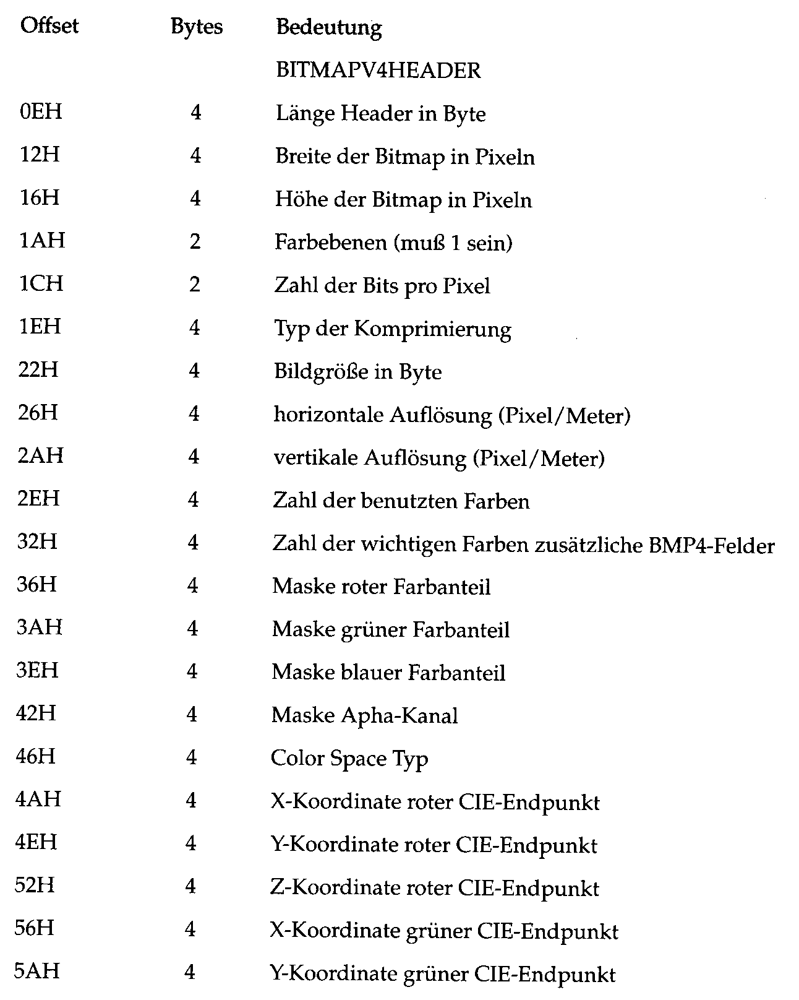 Offset Bytes Bedeutung
BITMAPV4HEADER
0EH 4 Länge Header in Byte
12H 4 Breite der Bitmap in Pixeln
16H 4 Höhe der Bitmap in Pixeln
1AH 2 Farbebenen (muß 1 sein)
1CH 2 Zahl der Bits pro Pixel
1EH 4 Typ der Komprimierung
22H 4 Bildgröße in Byte
26H 4 horizontale Auflösung (Pixel/Meter)
2AH 4 vertikale Auflösung (Pixel/Meter)
2EH 4 Zahl der benutzten Farben
32H 4 Zahl der wichtigen Farben zusätzliche BMP4-Felder
36H 4 Maske roter Farbanteil
3AH 4 Maske grüner Farbanteil
3EH 4 Maske blauer Farbanteil
42H 4 Maske Apha-Kanal
46H 4 Color Space Typ
4AH 4 X-Koordinate roter CIE-Endpunkt
4EH 4 Y-Koordinate roter CIE-Endpunkt
52H 4 Z-Koordinate roter CIE-Endpunkt
56H 4 X-Koordinate grüner CIE-Endpunkt
5AH 4 Y-Koordinate grüner CIE-Endpunkt